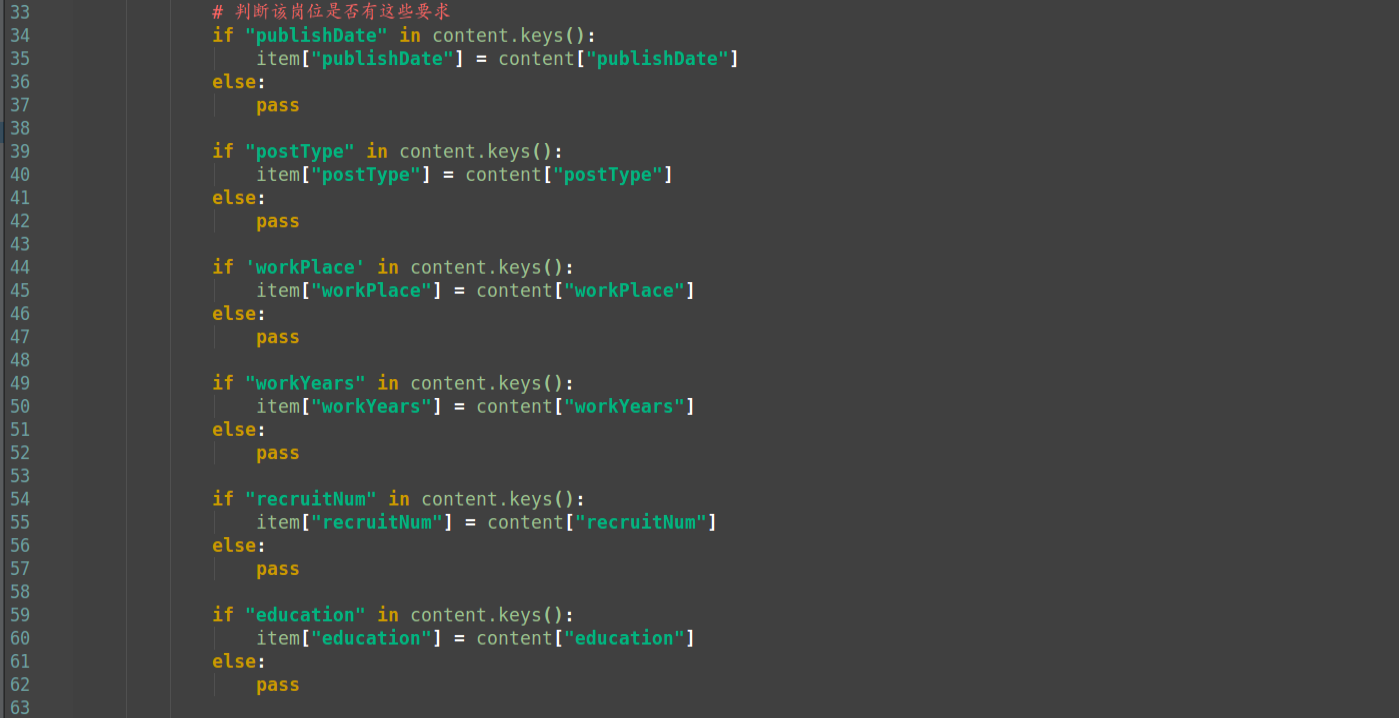 33 # 判断该岗位是否有这些要求
34 if "publishDate" in content.keys():
35 item["publishDate"] = content["publishDate"]
36 else:
37 pass
38
39 if "postType" in content.keys():
40 item["postType"] = content["postType"]
41 else:
42 pass
43
44 if 'workPlace' in content.keys():
45 item["workPlace"] = content["workPlace"]
46 else:
47 pass
48
49 if "workYears" in content.keys():
50 item["workYears"] = content["workYears"]
51 else:
52 pass
53
54 if "recruitNum" in content.keys():
55 item["recruitNum"] = content["recruitNum"]
56 else:
57 pass
58
59 if "education" in content.keys():
60 item["education"] = content["education"]
61 else:
62 pass
63